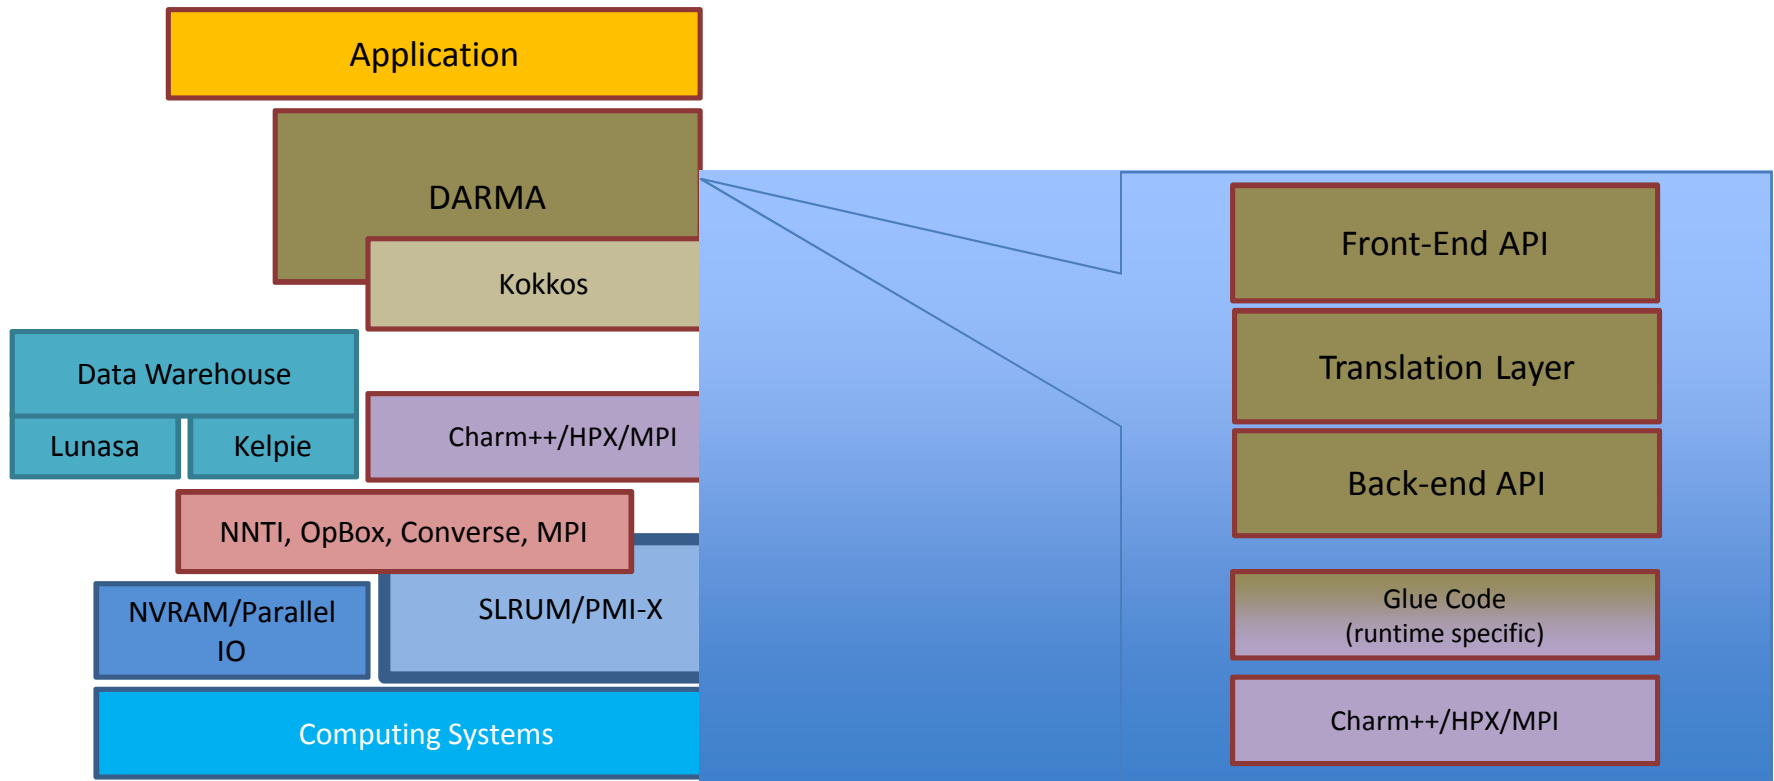 Application
DARMA
Kokkos
Data Warehouse
Lunasa
Kelpie
Charm++/HPX/MPI
NNTI, OpBox, Converse, MPI
NVRAM/Parallel
IO
SLRUM/PMI-X
Computing Systems
Front-End API
Translation Layer
Back-end API
Glue Code
(runtime specific)
Charm++/HPX/MPI